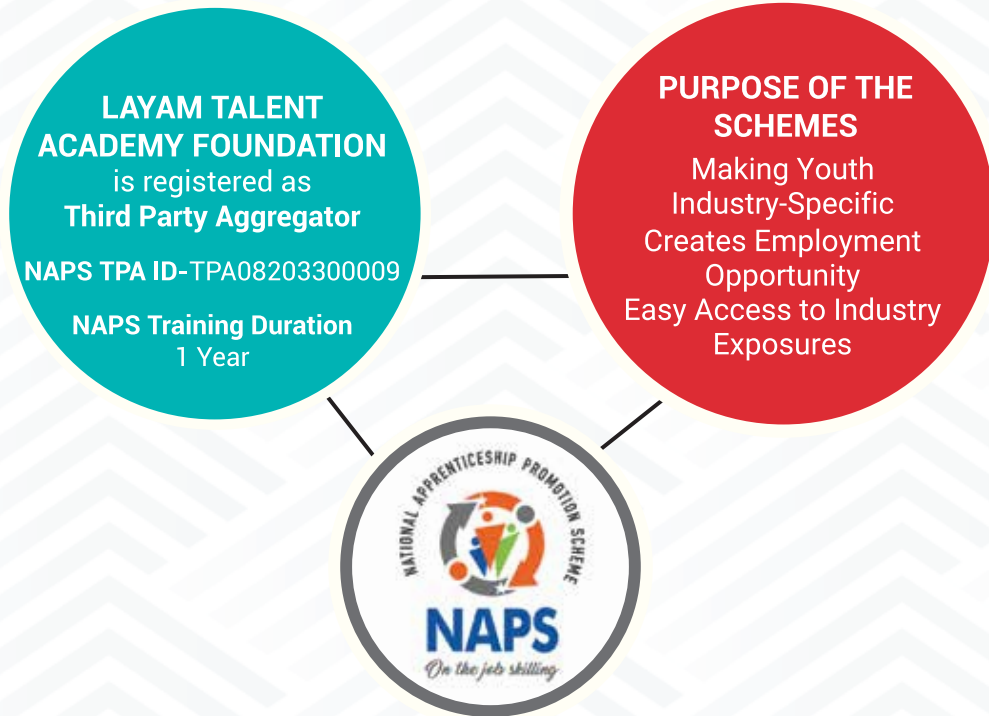 LAYAM TALENT
ACADEMY FOUNDATION
is registered as
Third Party Aggregator
NAPS TPA ID-TPA08203300009
NAPS Training Duration
1 Year
PURPOSE OF THE
SCHEMES
Making Youth
Industry-Specific
Creates Employment
Opportunity
Easy Access to Industry
Exposures
NATIONAL APPRENTICESHIP PROMOTION SCHEME
NAPS
On the job skilling